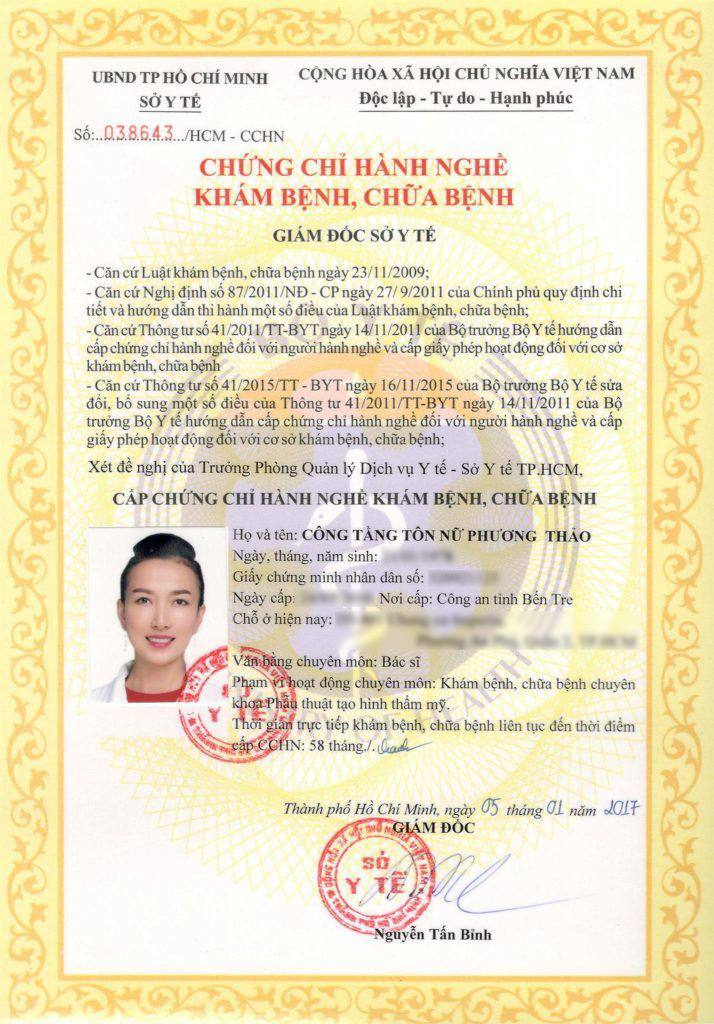 UBND TP HỒ CHÍ MINH
SỞ Y TẾ
CỘNG HÒA XÃ HỘI CHỦ NGHĨA VIỆT NAM
Độc lập - Tự do - Hạnh phúc
Số:...038643.../HCM - CCHN
CHỨNG CHỈ HÀNH NGHỀ
KHÁM BỆNH, CHỮA BỆNH
GIÁM ĐỐC SỞ Y TẾ
- Căn cứ Luật khám bệnh, chữa bệnh ngày 23/11/2009;
- Căn cứ Nghị định số 87/2011/NĐ - CP ngày 27/ 9/2011 của Chính phủ quy định chi
tiết và hướng dẫn thi hành một số điều của Luật khám bệnh, chữa bệnh;
- Căn cứ Thông tư số 41/2011/TT-BYT ngày 14/11/2011 của Bộ trưởng Bộ Y tế hướng dẫn
cấp chứng chỉ hành nghề đối với người hành nghề và cấp giấy phép hoạt động đối với cơ sở
khám bệnh, chữa bệnh
- Căn cứ Thông tư số 41/2015/TT - BYT ngày 16/11/2015 của Bộ trưởng Bộ Y tế sửa
đổi, bổ sung một số điều của Thông tư 41/2011/TT-BYT ngày 14/11/2011 của Bộ
trưởng Bộ Y tế hướng dẫn cấp chứng chỉ hành nghề đối với người hành nghề và cấp
giấy phép hoạt động đối với cơ sở khám bệnh, chữa bệnh;
Xét đề nghị của Trưởng Phòng Quản lý Dịch vụ Y tế - Sở Y tế TP.HCM,
CẤP CHỨNG CHỈ HÀNH NGHỀ KHÁM BỆNH, CHỮA BỆNH
Họ và tên: CÔNG TẰNG TÔN NỮ PHƯƠNG THẢO
Ngày, tháng, năm sinh:
Giấy chứng minh nhân dân số:
Ngày cấp: Nơi cấp: Công an tỉnh Bến Tre
Chỗ ở hiện nay:
Văn bằng chuyên môn: Bác sĩ
Phạm vi hoạt động chuyên môn: Khám bệnh, chữa bệnh chuyên
khoa Phẫu thuật tạo hình thẩm mỹ.
Thời gian trực tiếp khám bệnh, chữa bệnh liên tục đến thời điểm
cấp CCHN: 58 tháng./.
Y TẾ
Thành phố Hồ Chí Minh, ngày 05 tháng 01 năm 2017
GIÁM ĐỐC
SỞ
Y TẾ
Nguyễn Tấn Bỉnh